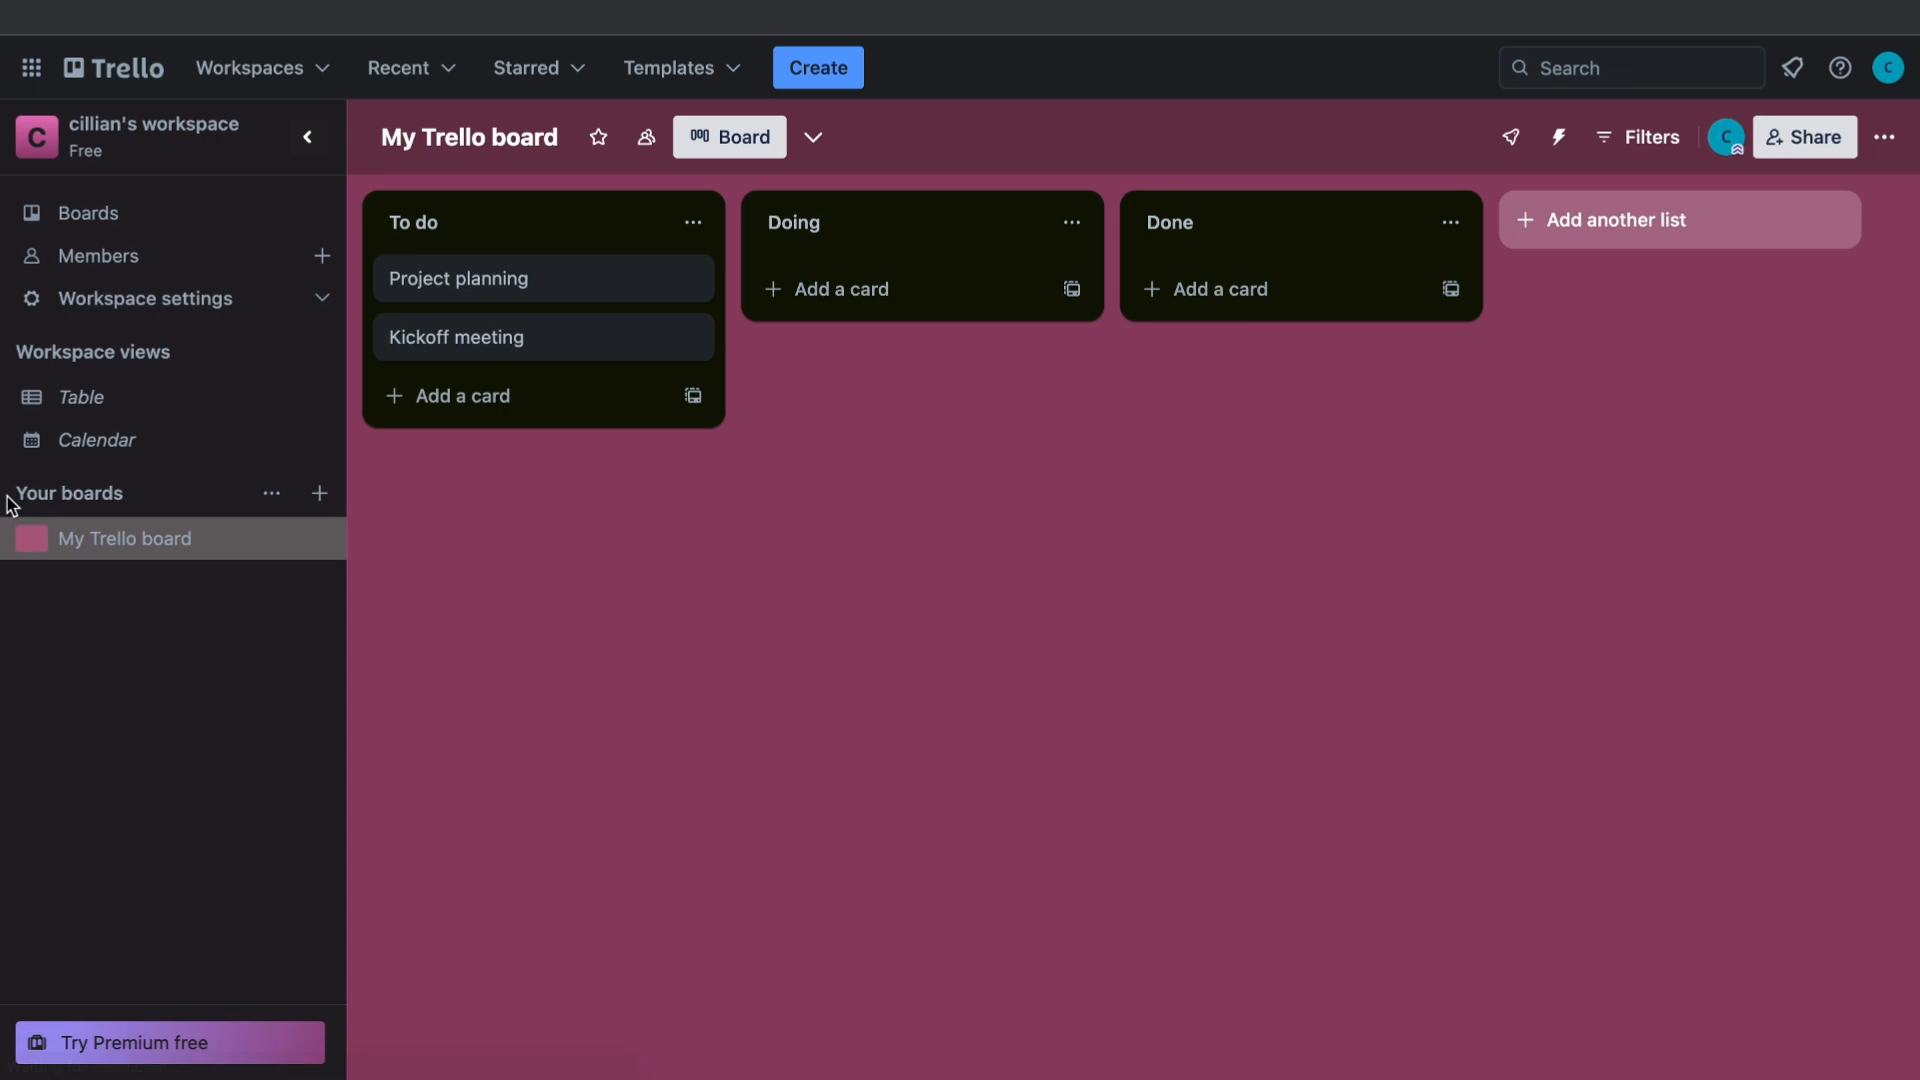 Trello
Workspaces
Recent
Starred
Templates
Create
Search
C
C
cillian's workspace
Free
My Trello board
Board
Filters
C
Share
Boards
Members
Workspace settings
Workspace views
Table
Calendar
Your boards
My Trello board
Try Premium free
To do
Project planning
Kickoff meeting
Add a card
Doing
Add a card
Done
Add a card
Add another list